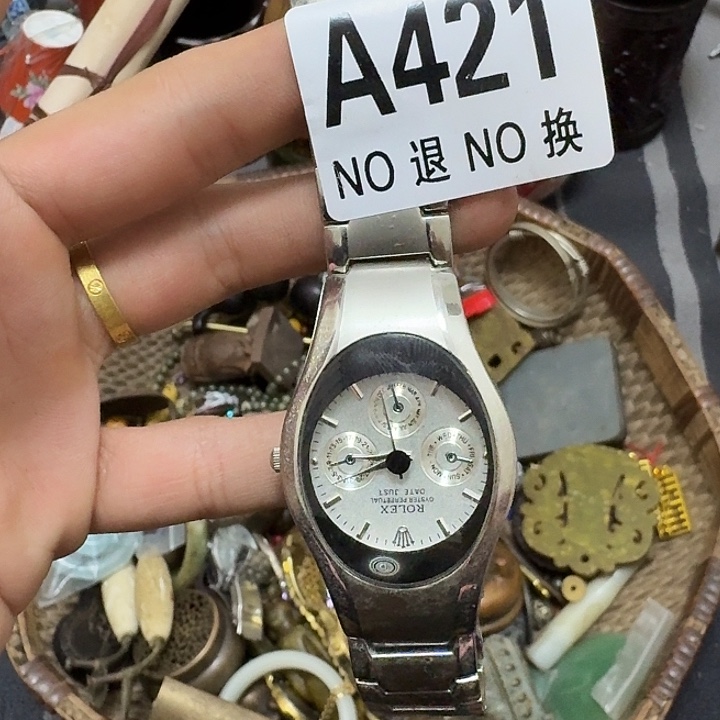 A421
NO 退 NO 换
ROLEX
OYSTER PERPETUAL
DATE JUST